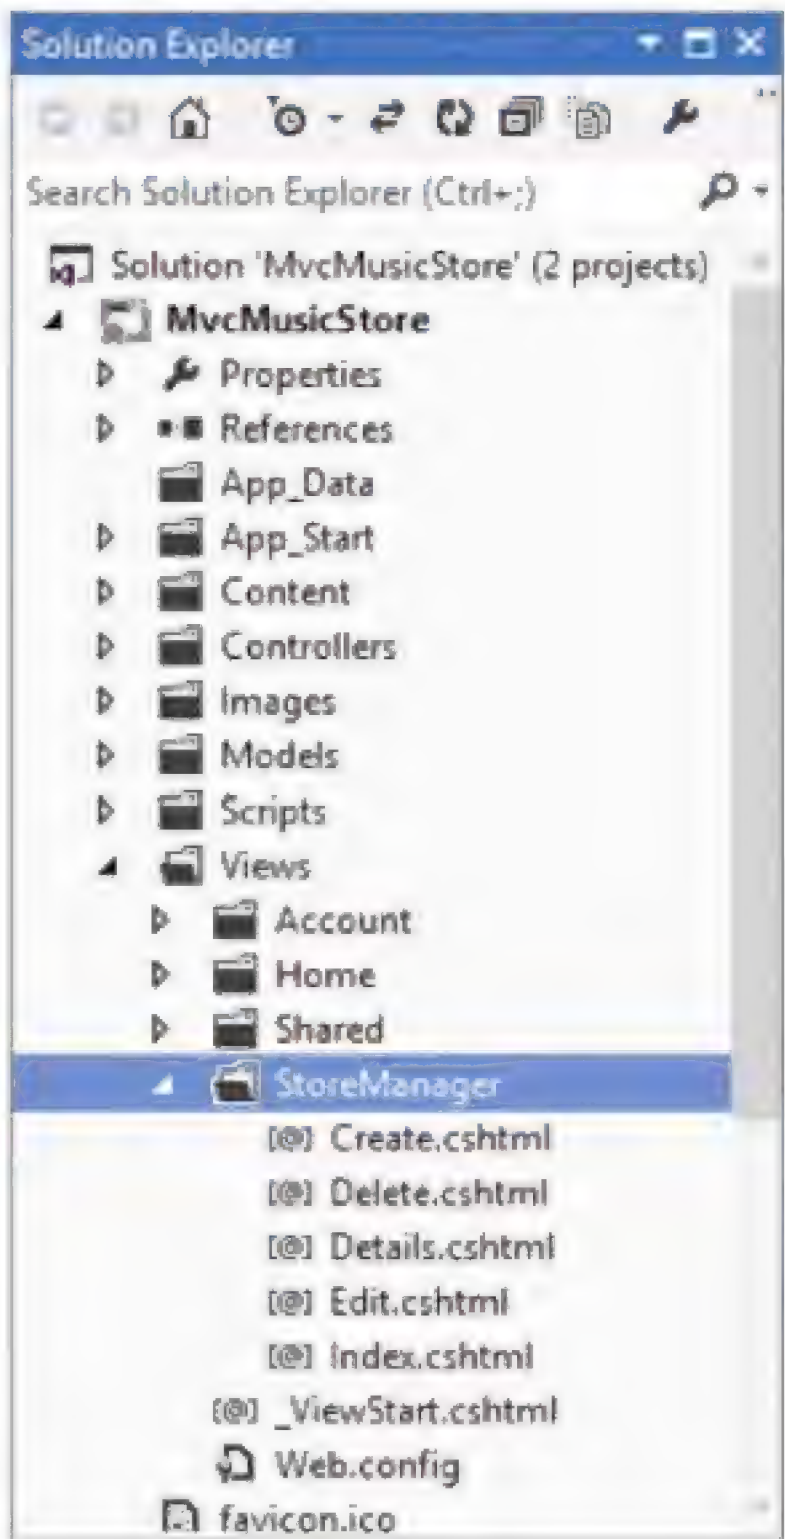 Solution Explorer
Search Solution Explorer (Ctrl+;)
Solution 'MvcMusicStore' (2 projects)
MvcMusicStore
Properties
References
App_Data
App_Start
Content
Controllers
Images
Models
Scripts
Views
Account
Home
Shared
StoreManager
[@] Create.cshtml
[@] Delete.cshtml
[@] Details.cshtml
[@] Edit.cshtml
[@] Index.cshtml
[@] _ViewStart.cshtml
Web.config
favicon.ico